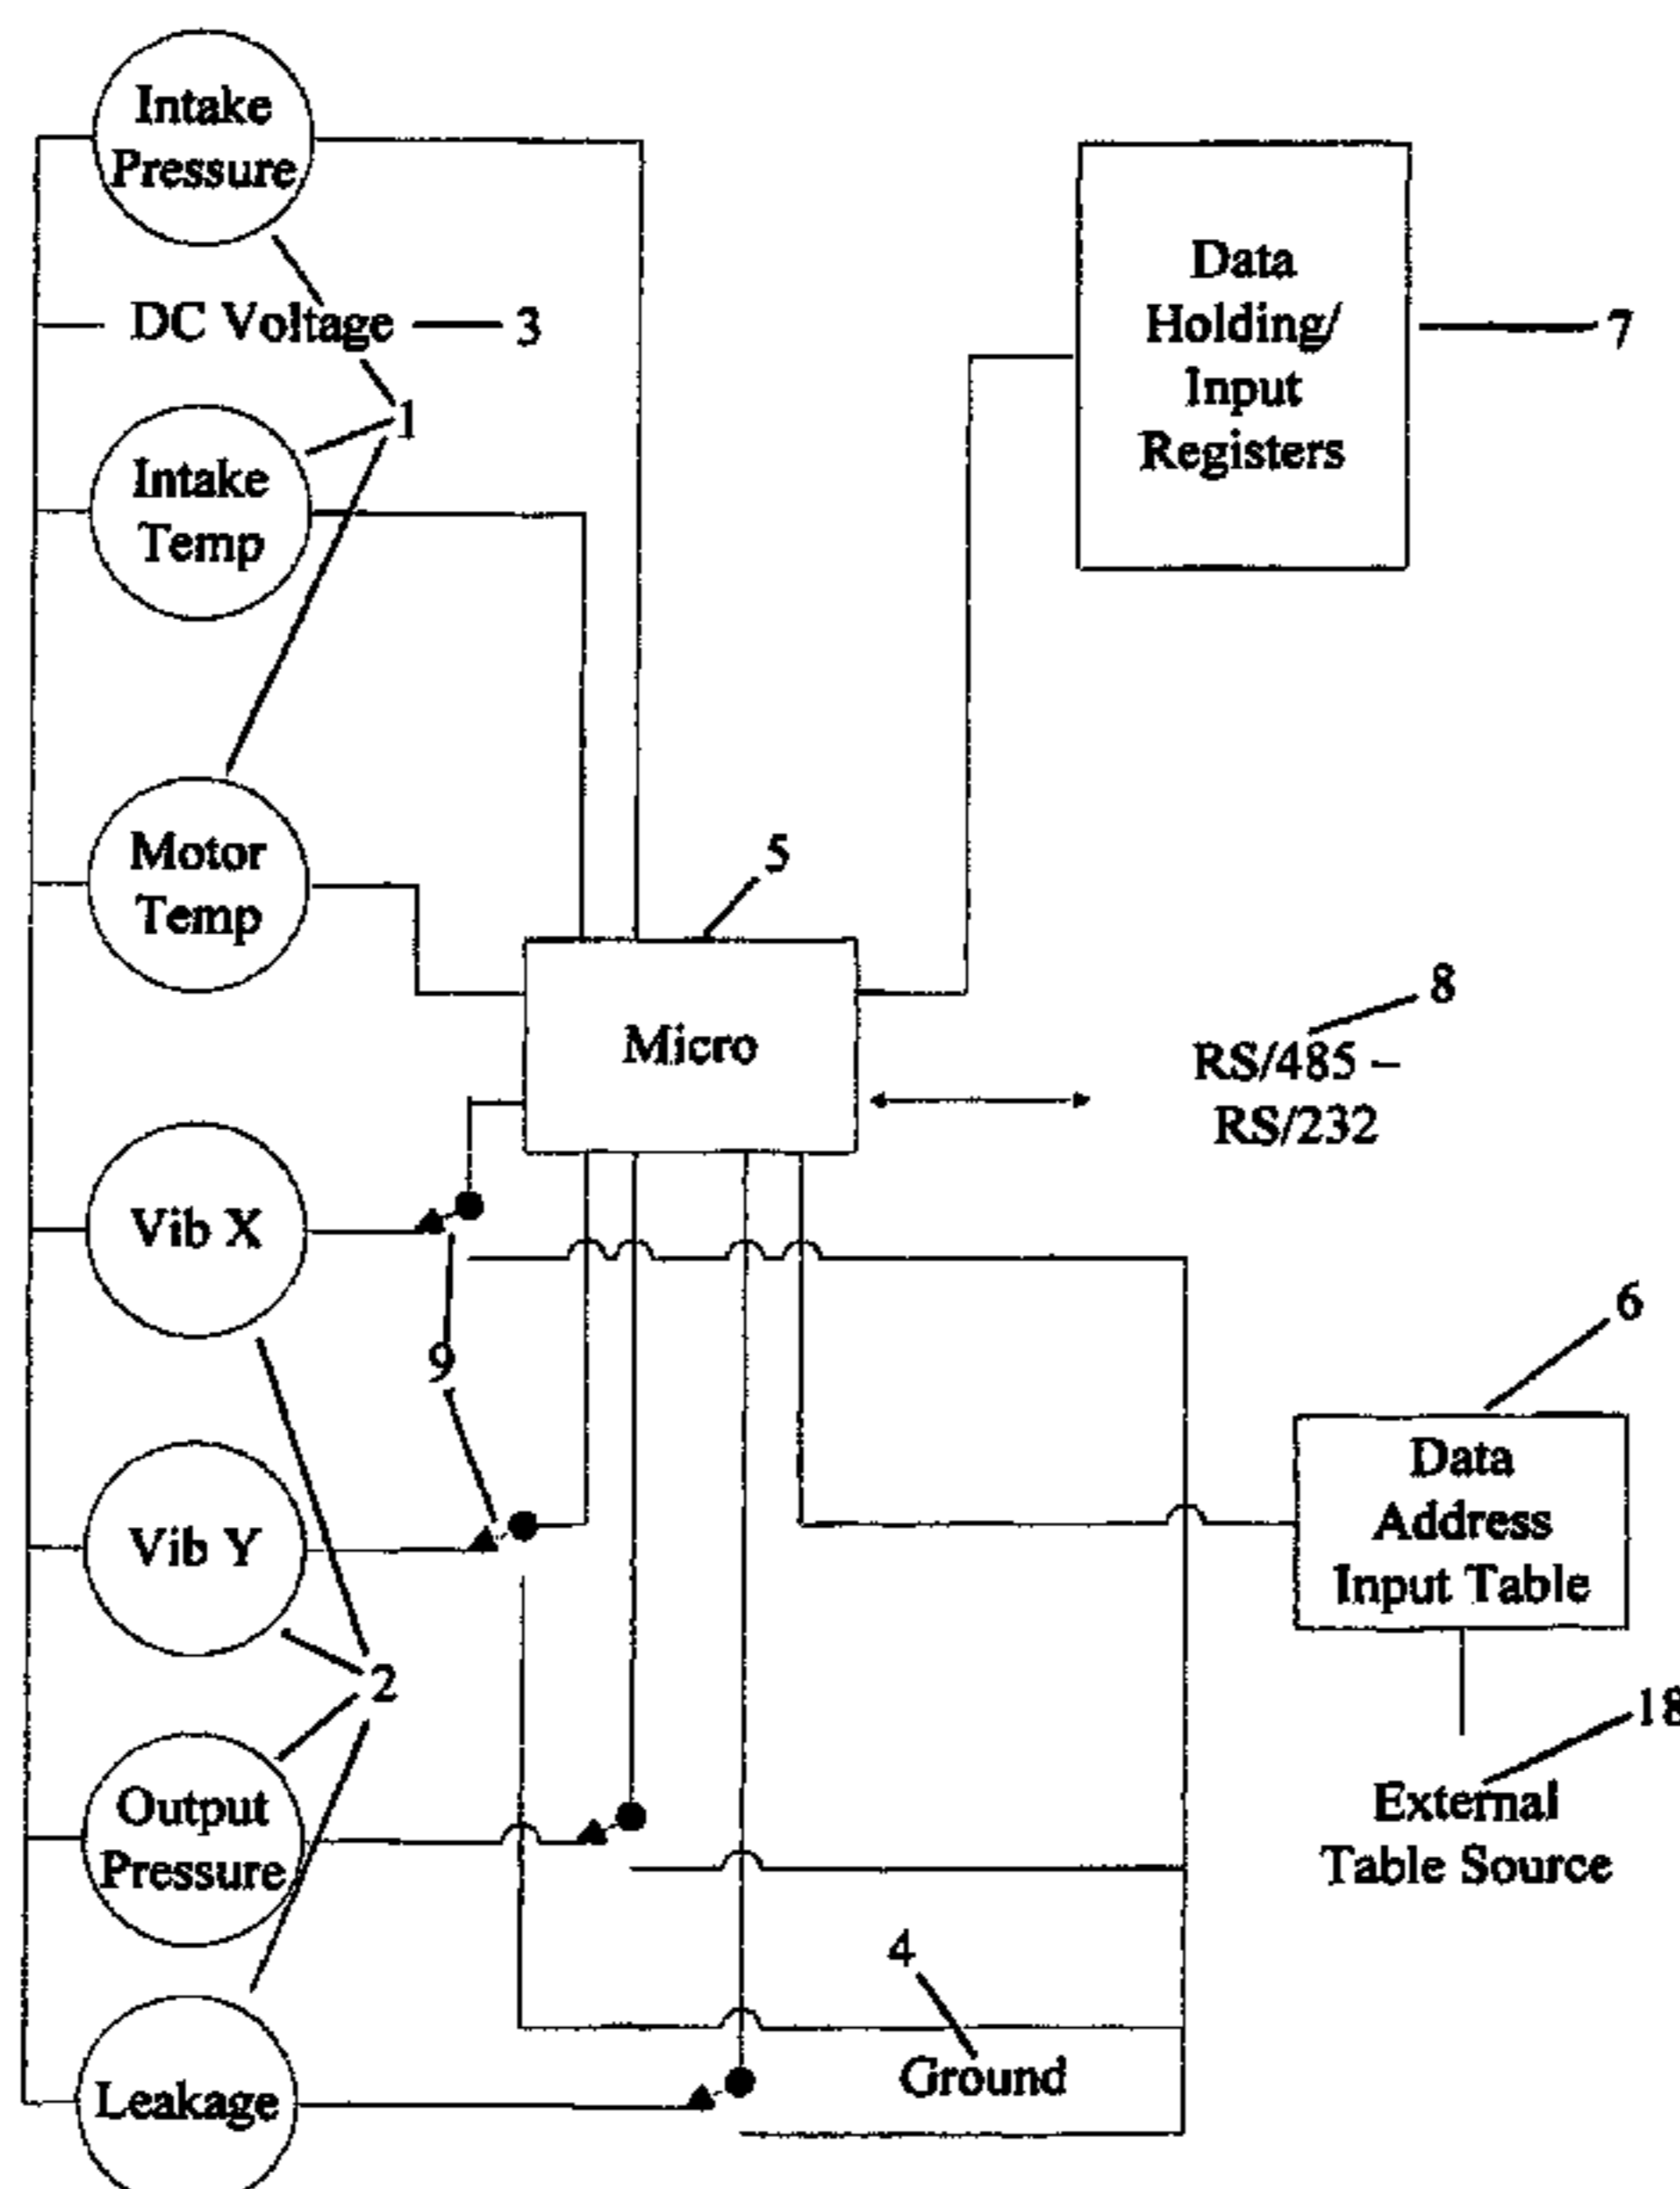 Intake
Pressure
DC Voltage
3
1
Intake
Temp
Motor
Temp
Data
Holding/
Input
Registers
7
5
Micro
8
RS/485 –
RS/232
Vib X
9
Vib Y
2
6
Data
Address
Input Table
18
External
Table Source
Output
Pressure
4
Ground
Leakage